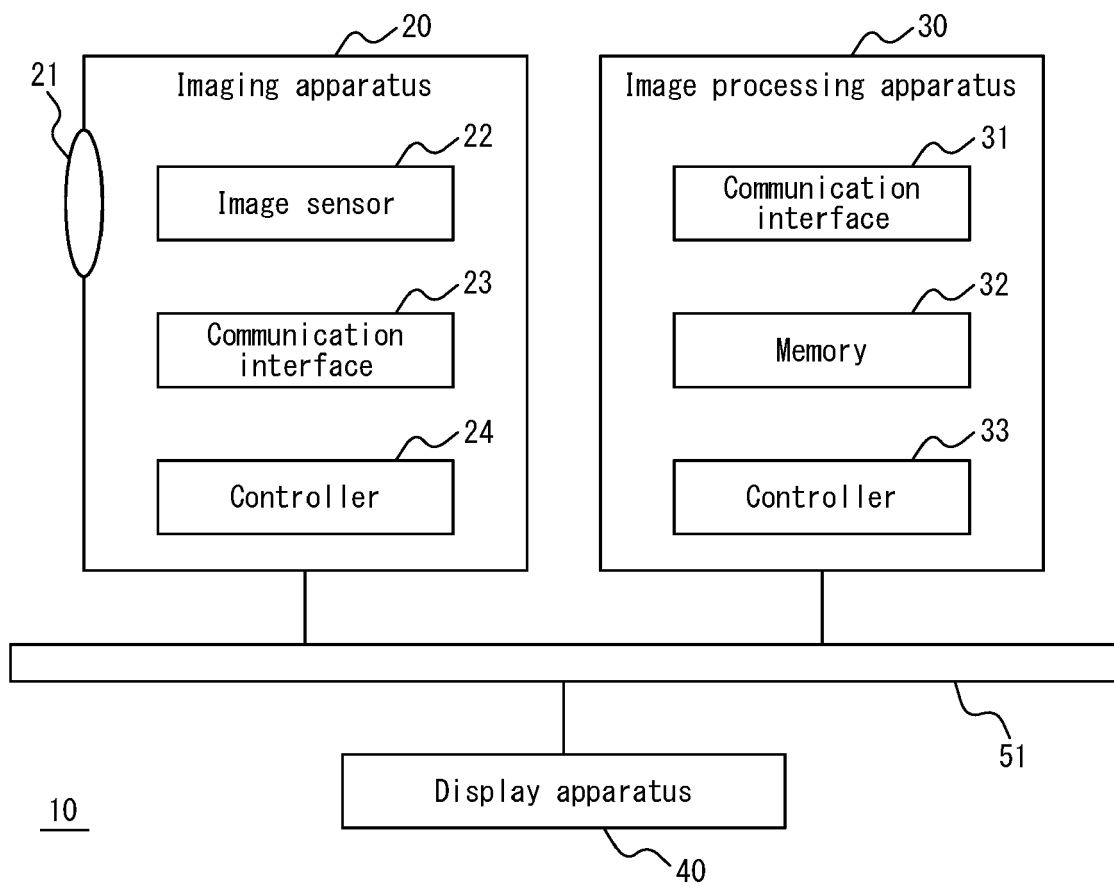 20
30
21
Imaging apparatus
Image processing apparatus
22
Image sensor
31
Communication
interface
23
Communication
interface
32
Memory
24
Controller
33
Controller
51
Display apparatus
10
40